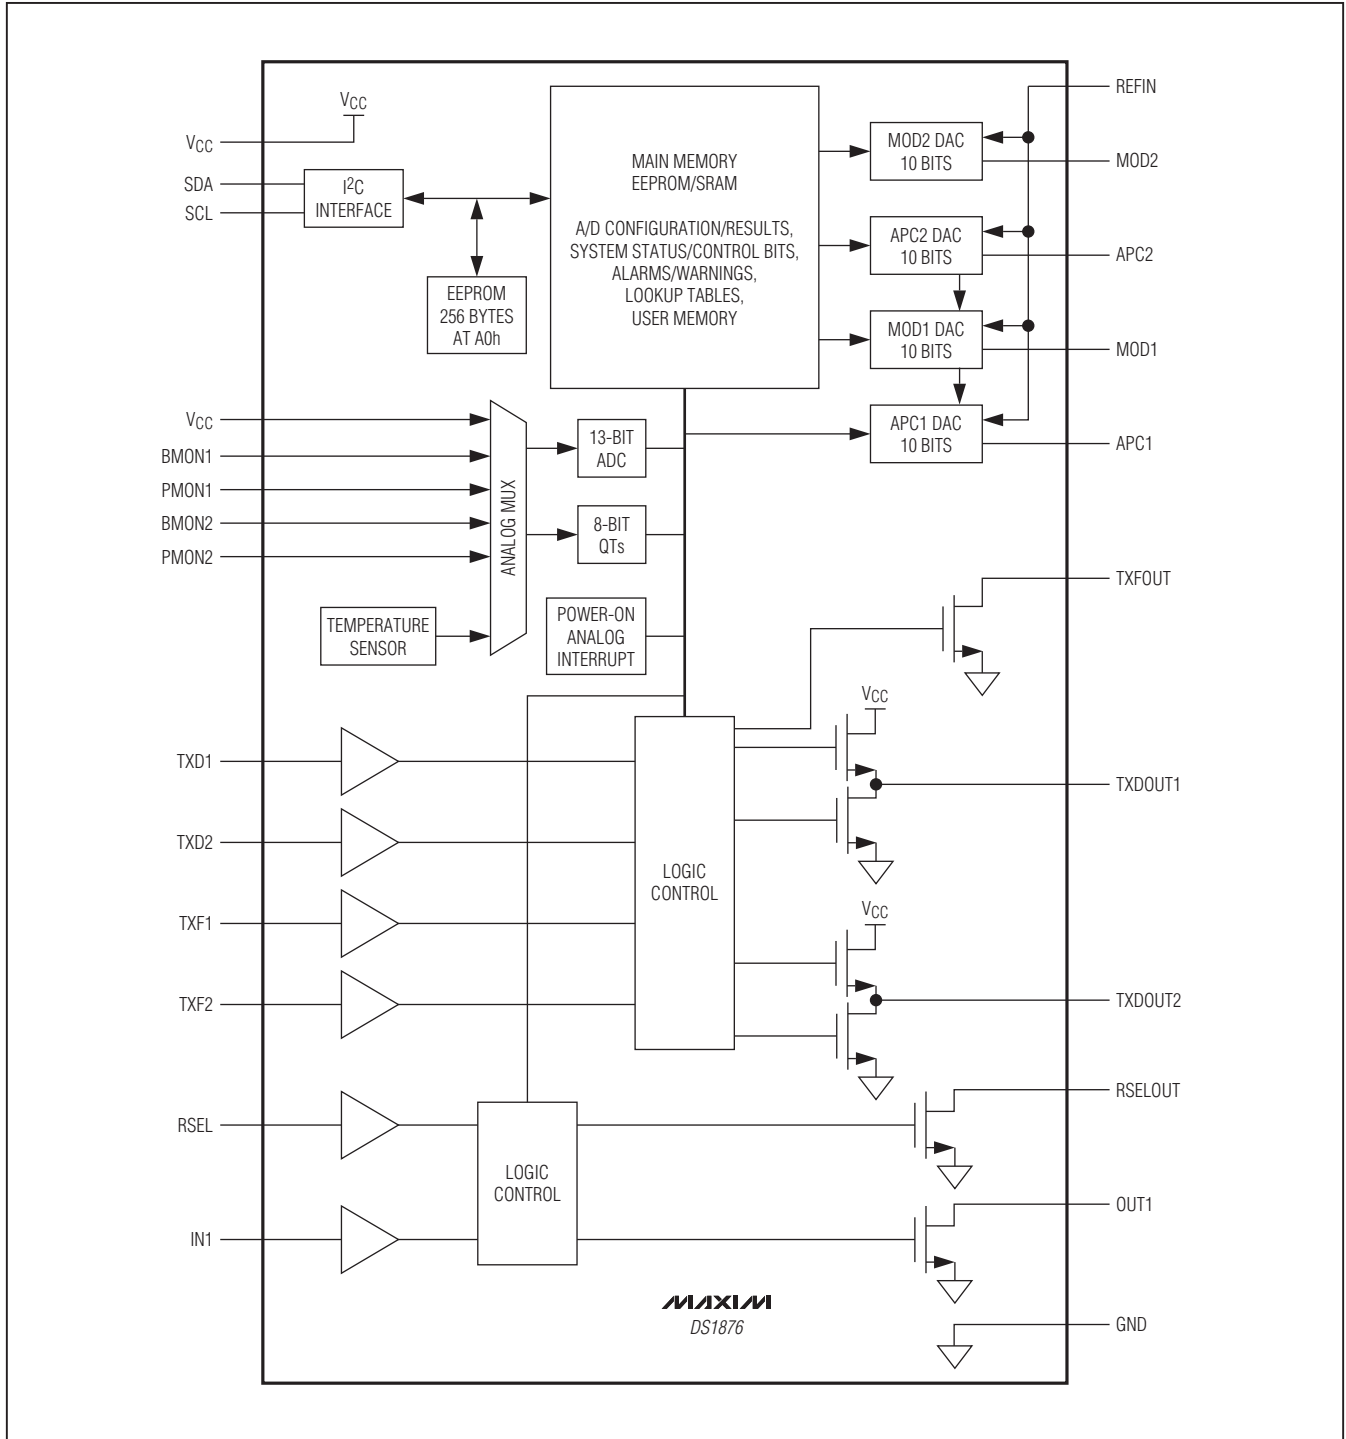 VCC
VCC
SDA
SCL
I2C
INTERFACE
EEPROM
256 BYTES
AT A0h
MAIN MEMORY
EEPROM/SRAM
A/D CONFIGURATION/RESULTS,
SYSTEM STATUS/CONTROL BITS,
ALARMS/WARNINGS,
LOOKUP TABLES,
USER MEMORY
REFIN
MOD2 DAC
10 BITS
MOD2
APC2 DAC
10 BITS
APC2
MOD1 DAC
10 BITS
MOD1
APC1 DAC
10 BITS
APC1
VCC
BMON1
PMON1
BMON2
PMON2
ANALOG MUX
13-BIT
ADC
8-BIT
QTs
TEMPERATURE
SENSOR
POWER-ON
ANALOG
INTERRUPT
TXFOUT
VCC
TXD1
TXDOUT1
TXD2
LOGIC
CONTROL
VCC
TXF1
TXF2
TXDOUT2
RSELOUT
RSEL
LOGIC
CONTROL
OUT1
IN1
MAXIM
DS1876
GND